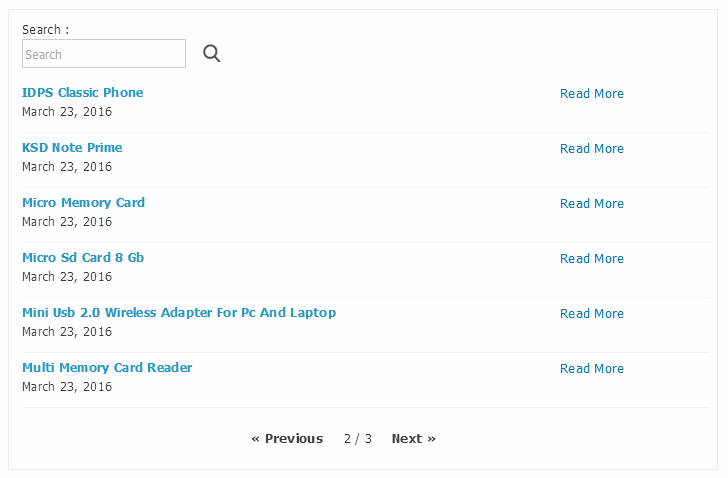 Search :
Search
IDPS Classic Phone Read More
March 23, 2016
KSD Note Prime Read More
March 23, 2016
Micro Memory Card Read More
March 23, 2016
Micro Sd Card 8 Gb Read More
March 23, 2016
Mini Usb 2.0 Wireless Adapter For Pc And Laptop Read More
March 23, 2016
Multi Memory Card Reader Read More
March 23, 2016
« Previous 2 / 3 Next »